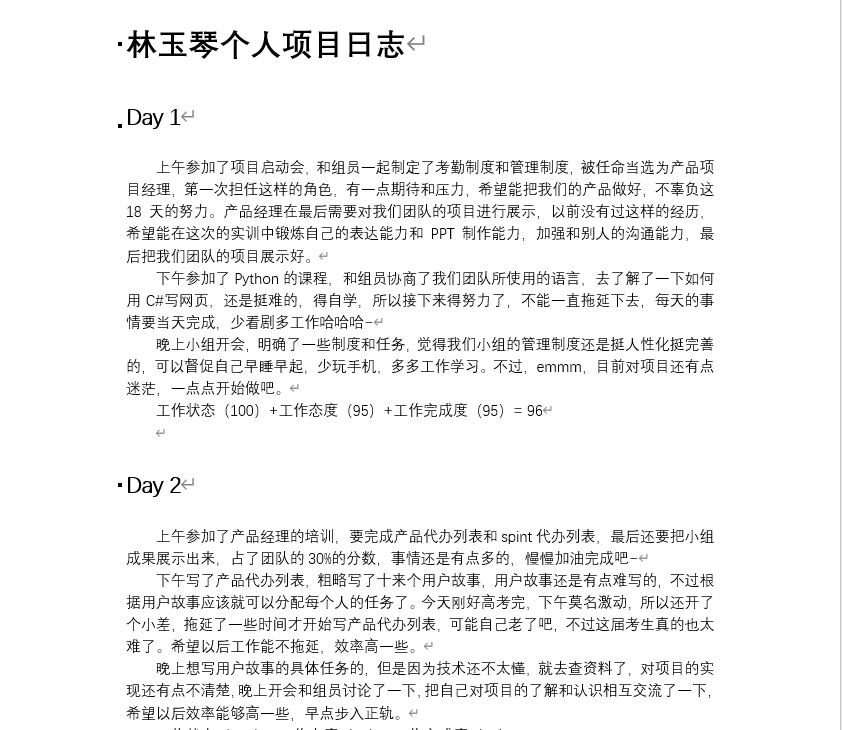 林玉琴个人项目日志
Day 1
上午参加了项目启动会，和组员一起制定了考勤制度和管理制度，被任命当选为产品项
目经理，第一次担任这样的角色，有一点期待和压力，希望能把我们的产品做好，不辜负这
18 天的努力。产品经理在最后需要对我们团队的项目进行展示，以前没有过这样的经历，
希望能在这次的实训中锻炼自己的表达能力和 PPT 制作能力，加强和别人的沟通能力，最
后把我们团队的项目展示好。
下午参加了 Python 的课程，和组员协商了我们团队所使用的语言，去了解了一下如何
用 C#写网页，还是挺难的，得自学，所以接下来得努力了，不能一直拖延下去，每天的事
情要当天完成，少看剧多工作哈哈哈~
晚上小组开会，明确了一些制度和任务，觉得我们小组的管理制度还是挺人性化挺完善
的，可以督促自己早睡早起，少玩手机，多多工作学习。不过，emmm，目前对项目还有点
迷茫，一点点开始做吧。
工作状态（100）+工作态度（95）+工作完成度（95）= 96
Day 2
上午参加了产品经理的培训，要完成产品代办列表和 spint 代办列表，最后还要把小组
成果展示出来，占了团队的 30%的分数，事情还是有点多的，慢慢加油完成吧~
下午写了产品代办列表，粗略写了十来个用户故事，用户故事还是有点难写的，不过根
据用户故事应该就可以分配每个人的任务了。今天刚好高考完，下午莫名激动，所以还开了
个小差，拖延了一些时间才开始写产品代办列表，可能自己老了吧，不过这届考生真的也太
难了。希望以后工作能不拖延，效率高一些。
晚上想写用户故事的具体任务的，但是因为技术还不太懂，就去查资料了，对项目的实
现还有点不清楚，晚上开会和组员讨论了一下，把自己对项目的了解和认识相互交流了一下，
希望以后效率能够高一些，早点步入正轨。